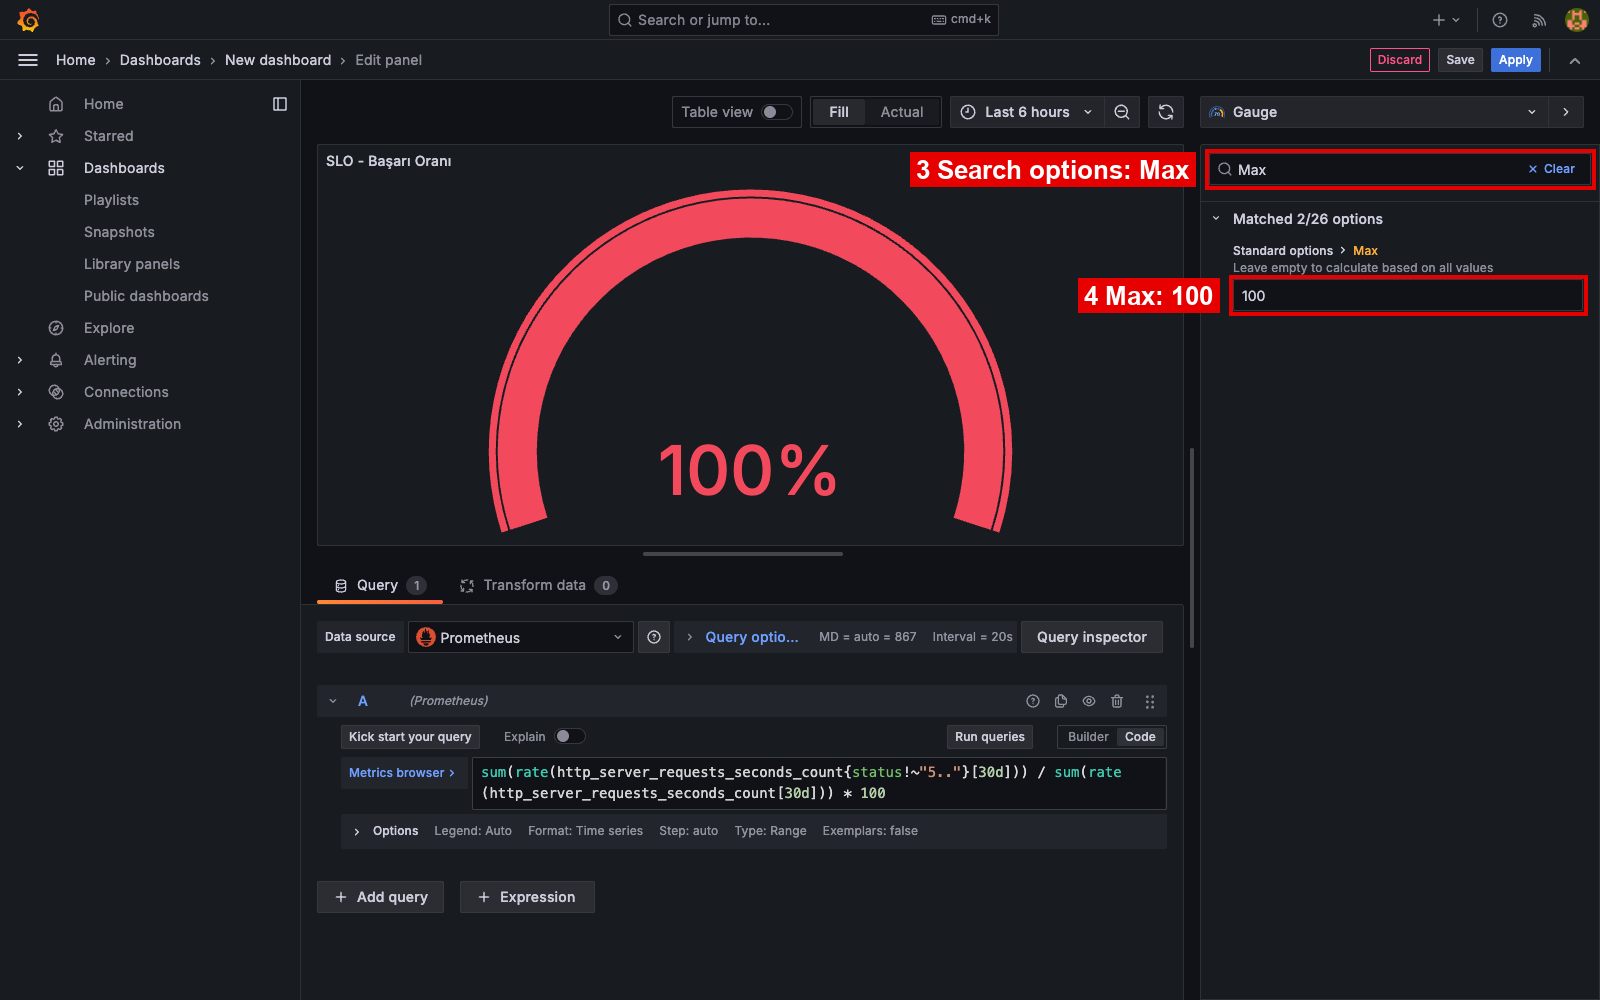 Search or jump to...
cmd+k
Home › Dashboards › New dashboard › Edit panel
Discard
Save
Apply
Home
Starred
Dashboards
Playlists
Snapshots
Library panels
Public dashboards
Explore
Alerting
Connections
Administration
Table view
Fill
Actual
Last 6 hours
Gauge
SLO - Başarı Oranı
3 Search options: Max
Max
Clear
Matched 2/26 options
Standard options › Max
Leave empty to calculate based on all values
4 Max: 100
100
100%
Query 1
Transform data 0
Data source
Prometheus
Query optio...
MD = auto = 867
Interval = 20s
Query inspector
A
(Prometheus)
Kick start your query
Explain
Run queries
Builder
Code
Metrics browser ›
sum(rate(http_server_requests_seconds_count{status!~"5.."}[30d])) / sum(rate
(http_server_requests_seconds_count[30d])) * 100
Options
Legend: Auto
Format: Time series
Step: auto
Type: Range
Exemplars: false
+ Add query
+ Expression